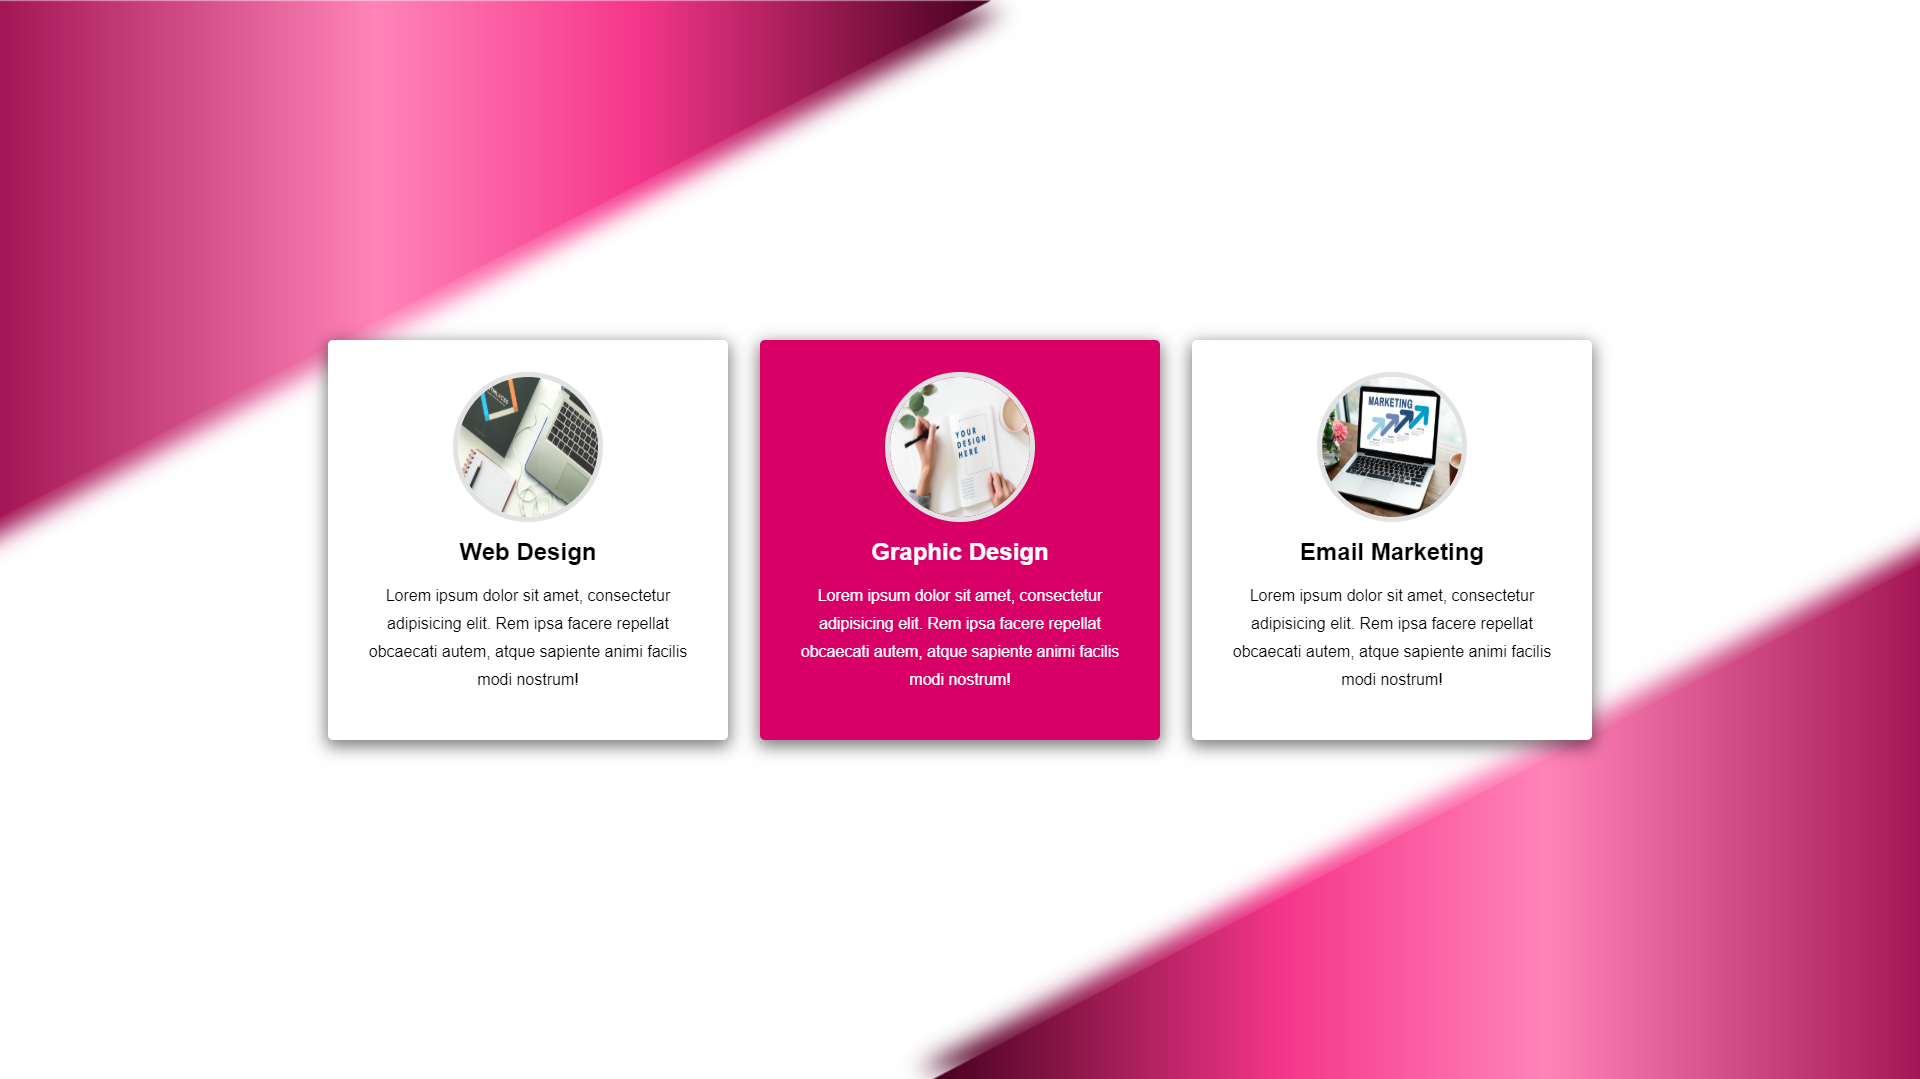 Web Design
Lorem ipsum dolor sit amet, consectetur
adipisicing elit. Rem ipsa facere repellat
obcaecati autem, atque sapiente animi facilis
modi nostrum!
YOUR
DESIGN
HERE
Graphic Design
Lorem ipsum dolor sit amet, consectetur
adipisicing elit. Rem ipsa facere repellat
obcaecati autem, atque sapiente animi facilis
modi nostrum!
MARKETING
Email Marketing
Lorem ipsum dolor sit amet, consectetur
adipisicing elit. Rem ipsa facere repellat
obcaecati autem, atque sapiente animi facilis
modi nostrum!